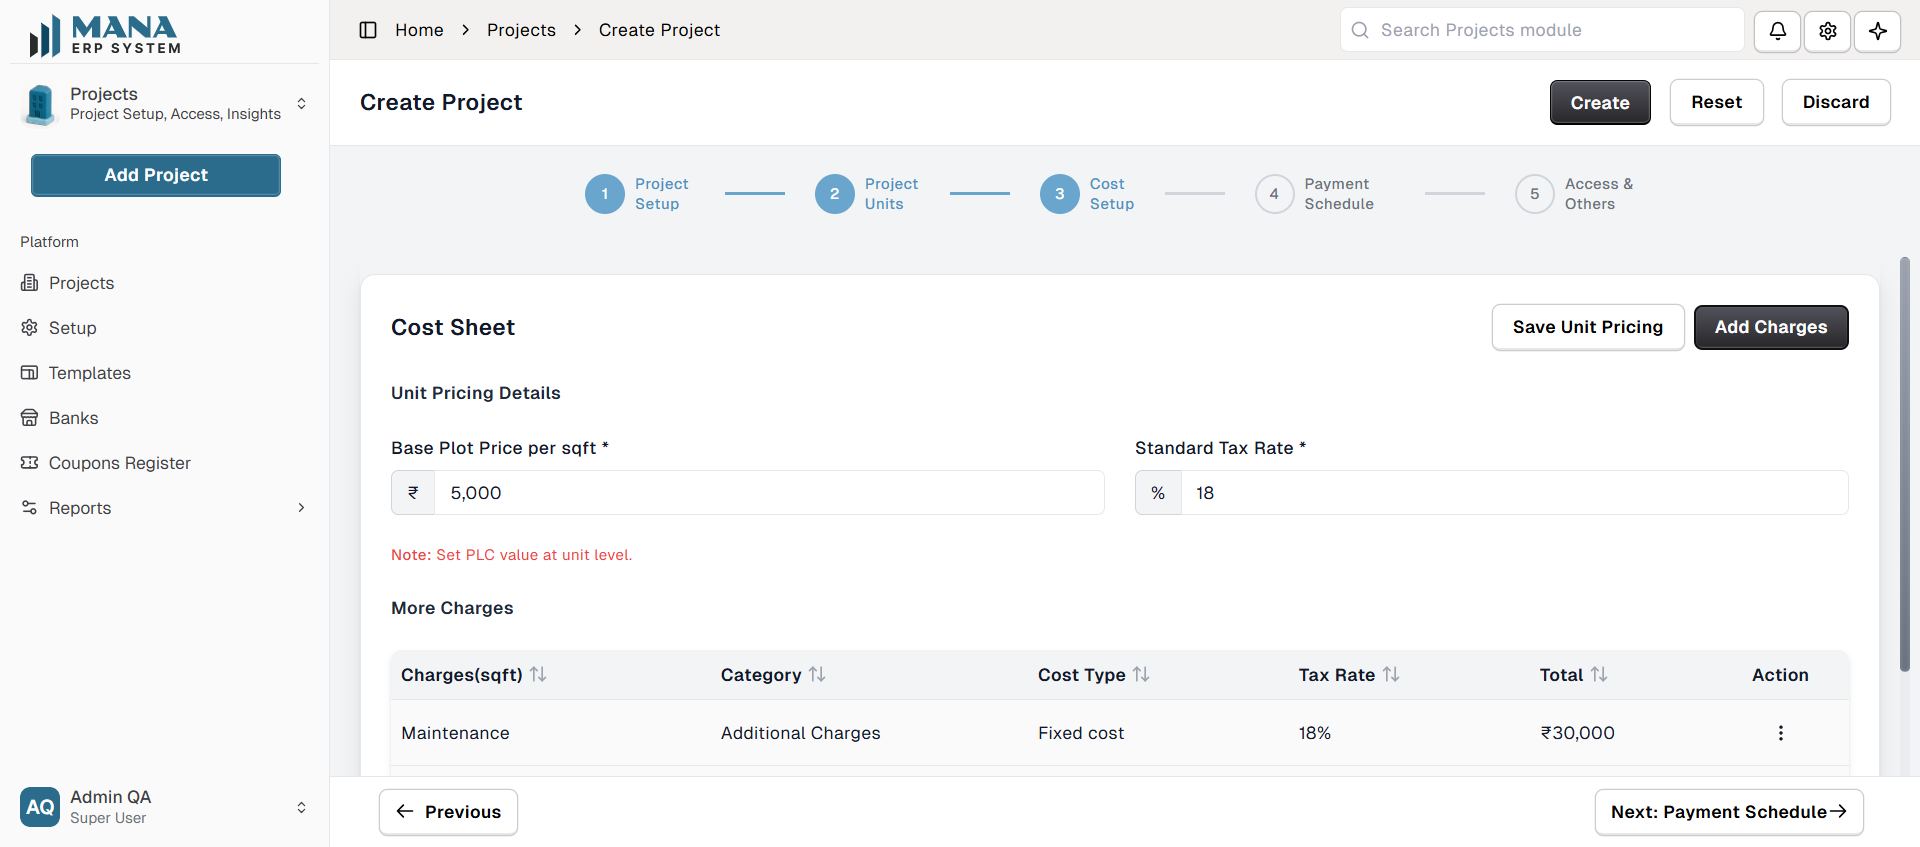 MANA
ERP SYSTEM
Projects
Project Setup, Access, Insights
Add Project
Platform
Projects
Setup
Templates
Banks
Coupons Register
Reports
AQ
Admin QA
Super User
Home
Projects
Create Project
Search Projects module
Create Project
Create
Reset
Discard
1
Project
Setup
2
Project
Units
3
Cost
Setup
4
Payment
Schedule
5
Access &
Others
Cost Sheet
Save Unit Pricing
Add Charges
Unit Pricing Details
Base Plot Price per sqft *
Standard Tax Rate *
₹ 5,000
% 18
Note: Set PLC value at unit level.
More Charges
Charges(sqft) Category Cost Type Tax Rate Total Action
Maintenance Additional Charges Fixed cost 18% ₹30,000
Previous
Next: Payment Schedule